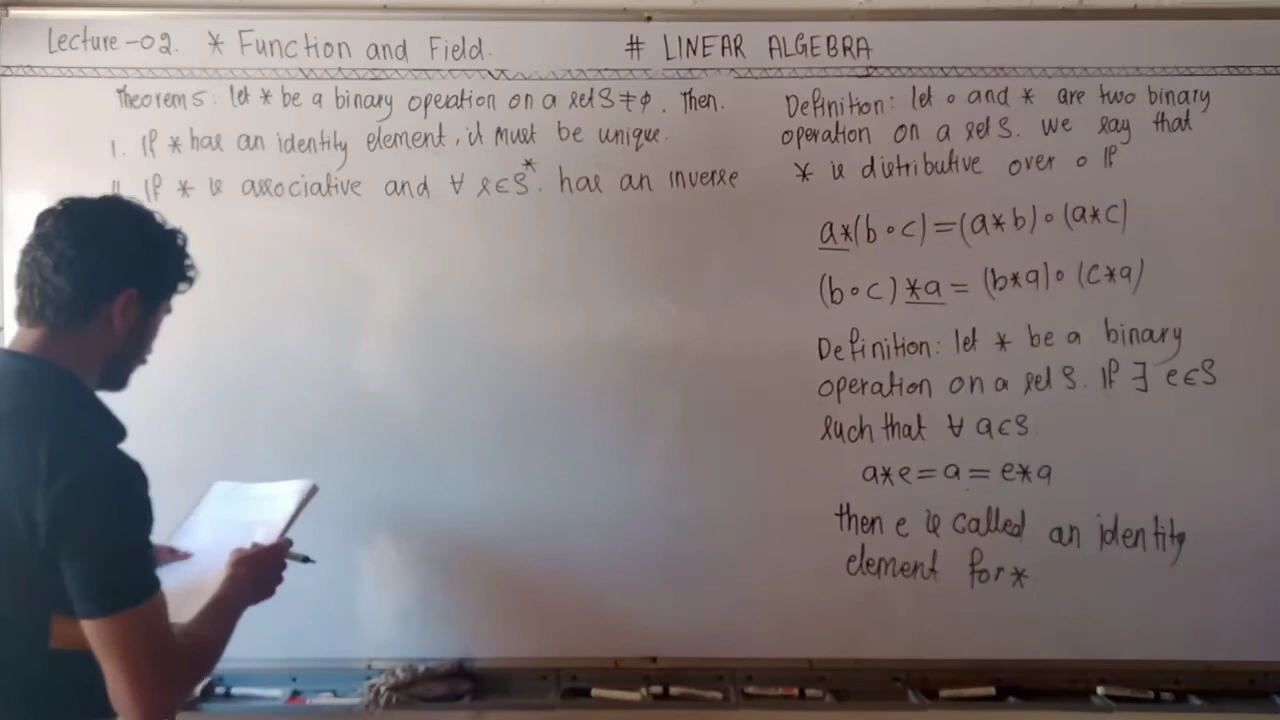 Lecture-02. * Function and Field. # LINEAR ALGEBRA
Theorem 5: let * be a binary operation on a set S ≠ ϕ. Then.
I. If * has an identity element, it must be unique.
II. If * is associative and ∀ s∈S*. has an inverse
Definition: let ∘ and * are two binary
operation on a set S. we say that
* is distributive over ∘ if
a*(b∘c)=(a*b)∘(a*c)
(b∘c)*a = (b*a)∘(c*a)
Definition: let * be a binary
operation on a set S. If ∃ e∈S
such that ∀ a∈S.
a*e=a=e*a
then e is called an identity
element for *.